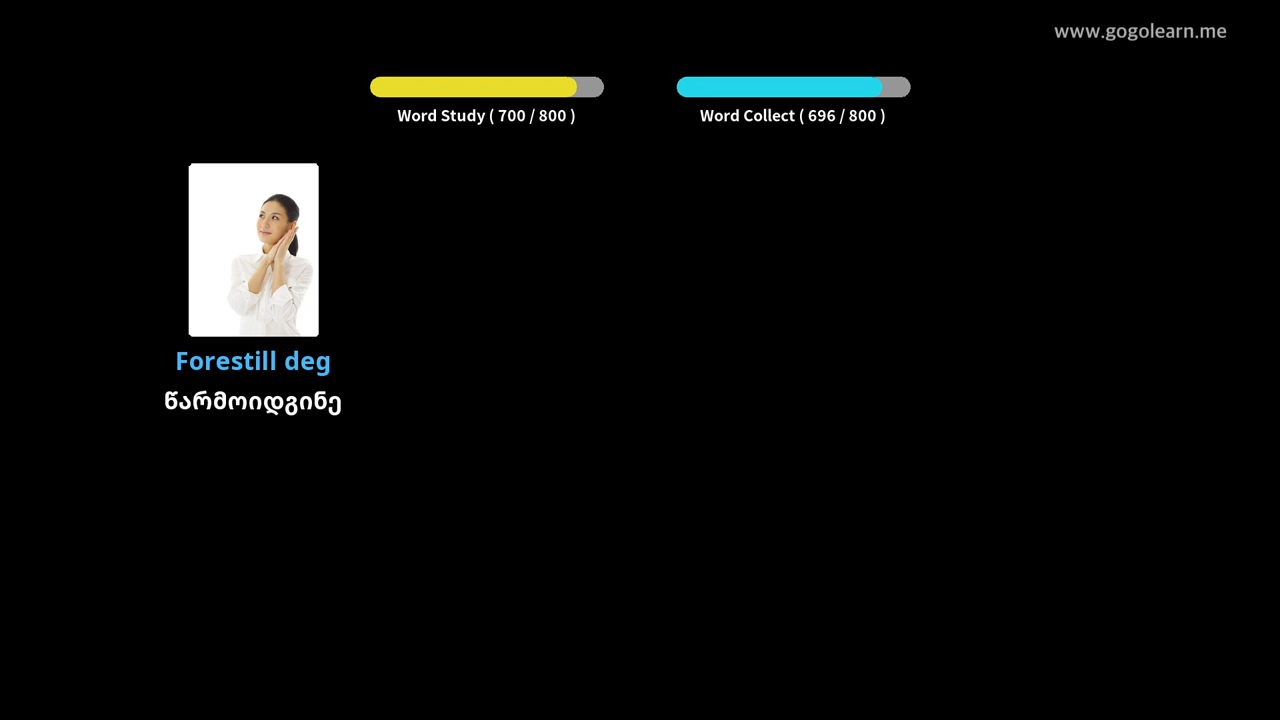 www.gogolearn.me
Word Study ( 700 / 800 )
Word Collect ( 696 / 800 )
Forestill deg
წარმოიდგინე